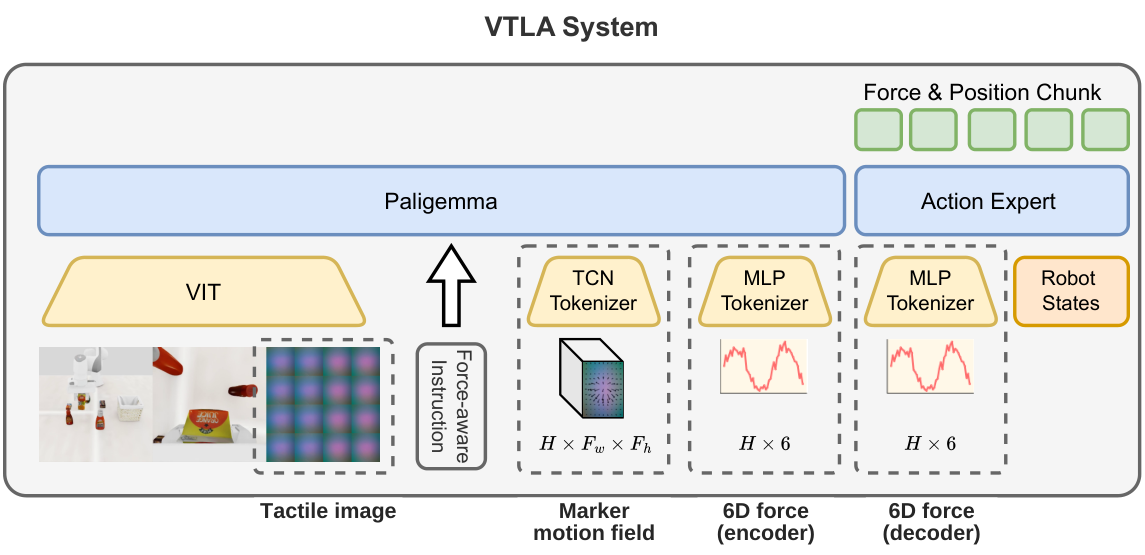 VTLA System
Force & Position Chunk
Paligemma
Action Expert
VIT
TCN
Tokenizer
MLP
Tokenizer
MLP
Tokenizer
Robot
States
Force-aware
Instruction
H × F_w × F_h
H × 6
H × 6
Tactile image
Marker
motion field
6D force
(encoder)
6D force
(decoder)